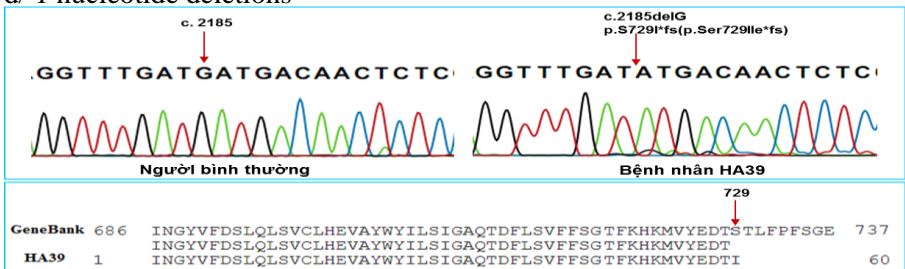 d/ 1 nucleotide deletions
c. 2185
c.2185delG
p.S729I*fs(p.Ser729Ile*fs)
GGTTTGATGATGACAACTCTC
GGTTTGATATGACAACTCTC
Người bình thường
Bệnh nhân HA39
729
GeneBank 686 INGYVFDSLQLSVCLHEVAYWYILSIGAQTDFLSVFFSGTFKHKMVYEDTSTLFPFSGE 737
INGYVFDSLQLSVCLHEVAYWYILSIGAQTDFLSVFFSGTFKHKMVYEDT
HA39 1 INGYVFDSLQLSVCLHEVAYWYILSIGAQTDFLSVFFSGTFKHKMVYEDTI 60